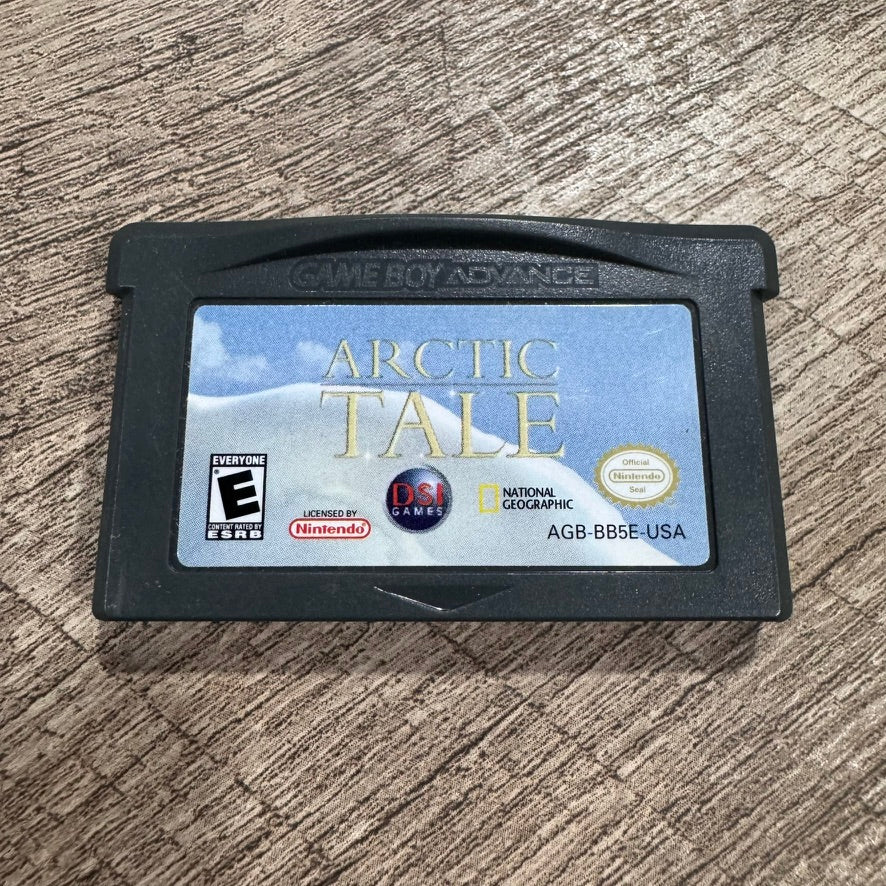 GAME BOY ADVANCE
ARCTIC
TALE
EVERYONE
E
CONTENT RATED BY
ESRB
LICENSED BY
Nintendo
DSI
GAMES
NATIONAL
GEOGRAPHIC
Official
Nintendo
Seal
AGB-BB5E-USA